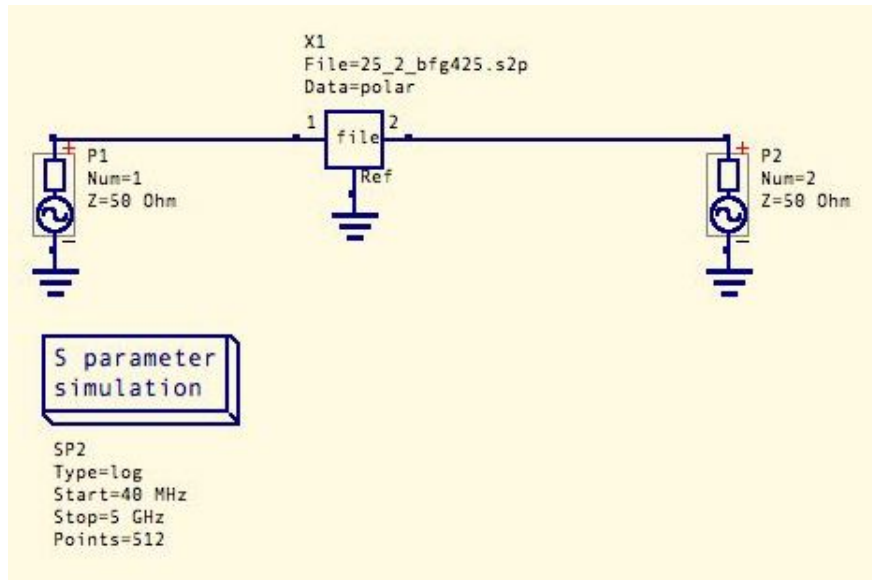 X1
File=25_2_bfg425.s2p
Data=polar
1 file 2
Ref
+
P1
Num=1
Z=50 Ohm
−
+
P2
Num=2
Z=50 Ohm
−
S parameter
simulation
SP2
Type=log
Start=40 MHz
Stop=5 GHz
Points=512